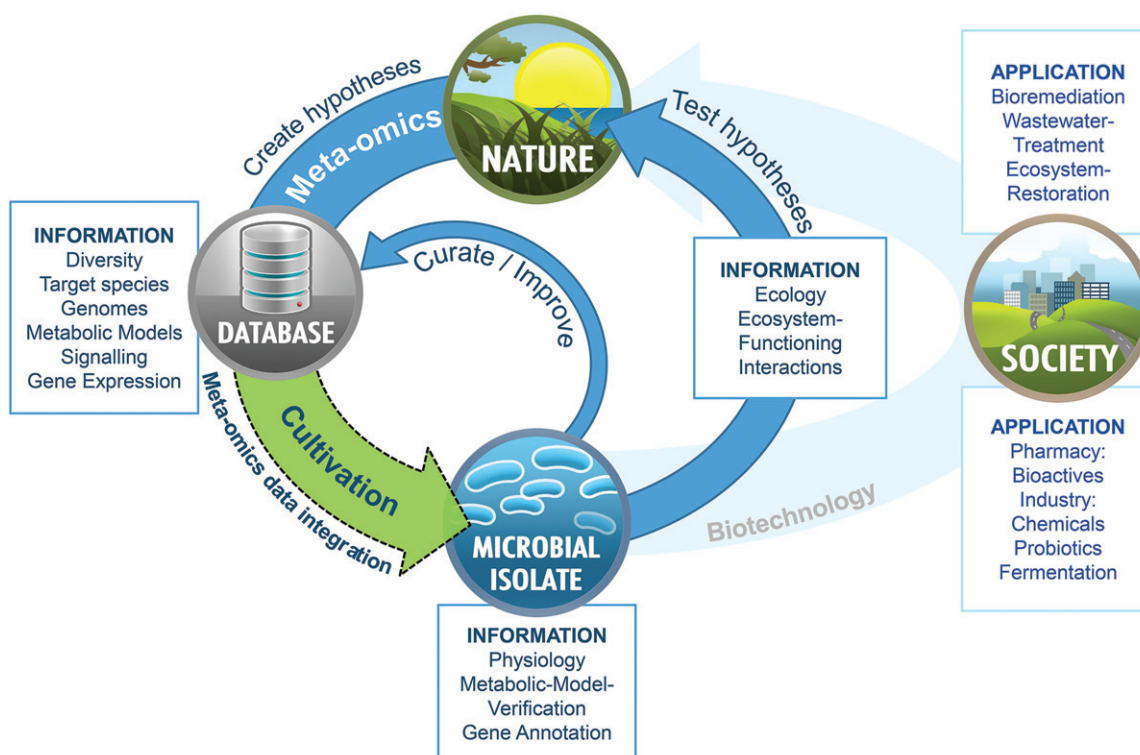 Create hypotheses
Meta-omics
NATURE
Test hypotheses
Curate / Improve
INFORMATION
Diversity
Target species
Genomes
Metabolic Models
Signalling
Gene Expression
DATABASE
Cultivation
Meta-omics data integration
MICROBIAL
ISOLATE
INFORMATION
Physiology
Metabolic-Model-
Verification
Gene Annotation
INFORMATION
Ecology
Ecosystem-
Functioning
Interactions
Biotechnology
APPLICATION
Bioremediation
Wastewater-
Treatment
Ecosystem-
Restoration
SOCIETY
APPLICATION
Pharmacy:
Bioactives
Industry:
Chemicals
Probiotics
Fermentation